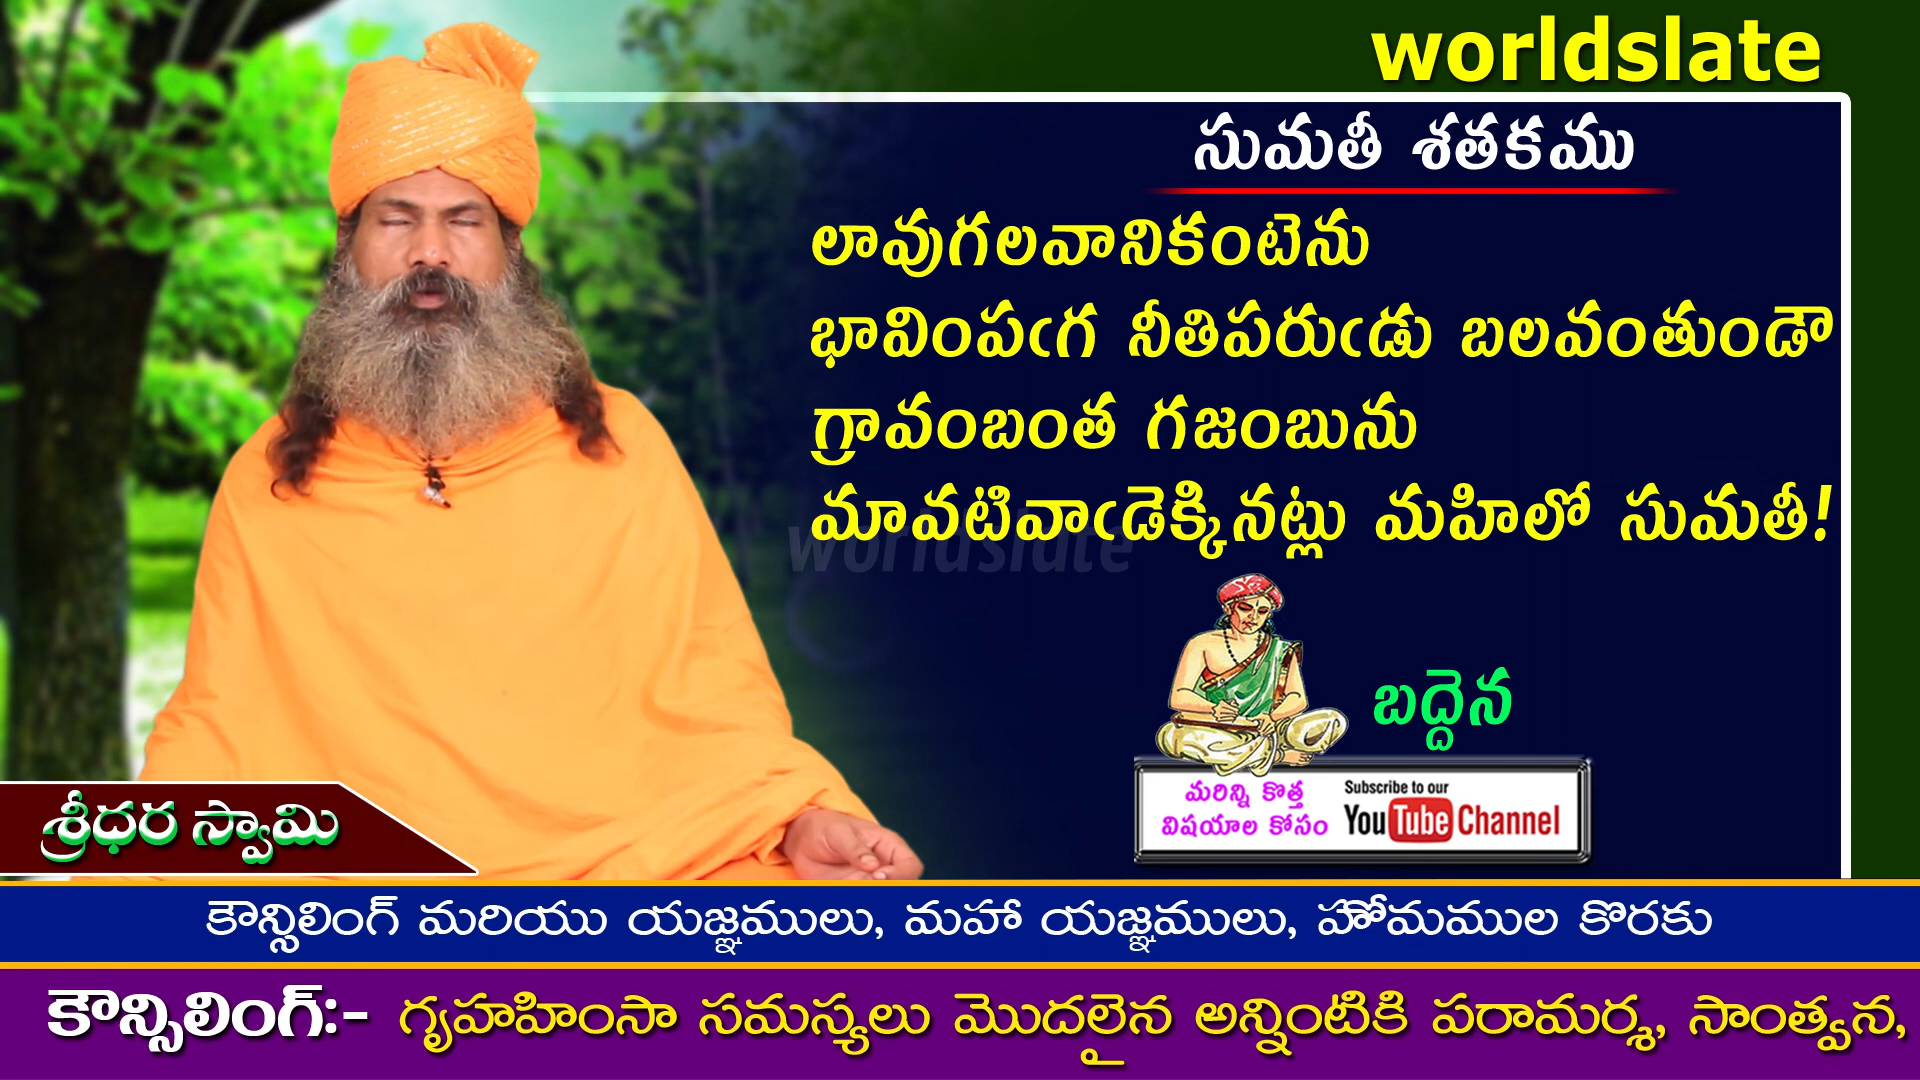 worldslate
సుమతీ శతకము
లావుగలవానికంటెను
భావింపఁగ నీతిపరుఁడు బలవంతుండౌ
గ్రావంబంత గజంబును
మావటివాఁడెక్కినట్లు మహిలో సుమతీ!
worldslate
బద్దెన
మరిన్ని కొత్త
విషయాల కోసం
Subscribe to our
YouTube Channel
శ్రీధర స్వామి
కౌన్సిలింగ్ మరియు యజ్ఞములు, మహా యజ్ఞములు, హోమముల కొరకు
కౌన్సిలింగ్:- గృహహింసా సమస్యలు మొదలైన అన్నింటికి పరామర్శ, సాంత్వన,